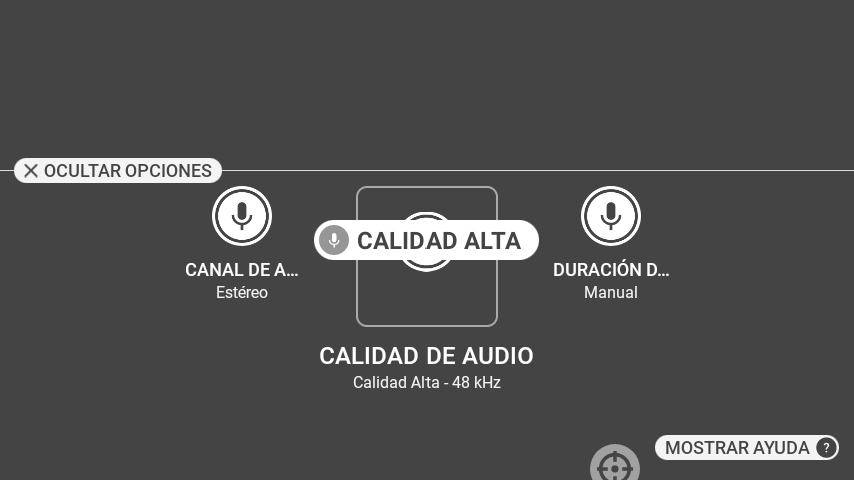 OCULTAR OPCIONES
CALIDAD ALTA
CANAL DE A...
Estéreo
DURACIÓN D...
Manual
CALIDAD DE AUDIO
Calidad Alta - 48 kHz
MOSTRAR AYUDA ?